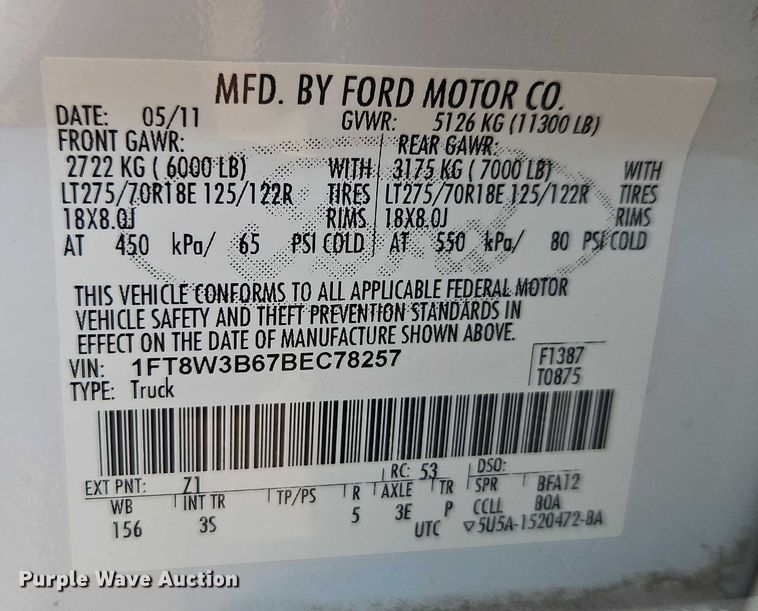 MFD. BY FORD MOTOR CO.
DATE: 05/11 GVWR: 5126 KG (11300 LB)
FRONT GAWR: REAR GAWR:
2722 KG ( 6000 LB) WITH 3175 KG ( 7000 LB) WITH
LT275/70R18E 125/122R TIRES LT275/70R18E 125/122R TIRES
18X8.0J RIMS 18X8.0J RIMS
AT 450 kPa/ 65 PSI COLD AT 550 kPa/ 80 PSI COLD
THIS VEHICLE CONFORMS TO ALL APPLICABLE FEDERAL MOTOR
VEHICLE SAFETY AND THEFT PREVENTION STANDARDS IN
EFFECT ON THE DATE OF MANUFACTURE SHOWN ABOVE.
VIN: 1FT8W3B67BEC78257 F1387
TYPE: Truck T0875
EXT PNT: Z1 RC: 53 DSO:
WB INT TR TP/PS R AXLE TR SPR BFA12
156 3S 5 3E P CCLL BOA
UTC ▽5U5A-1520472-BA
Purple Wave Auction